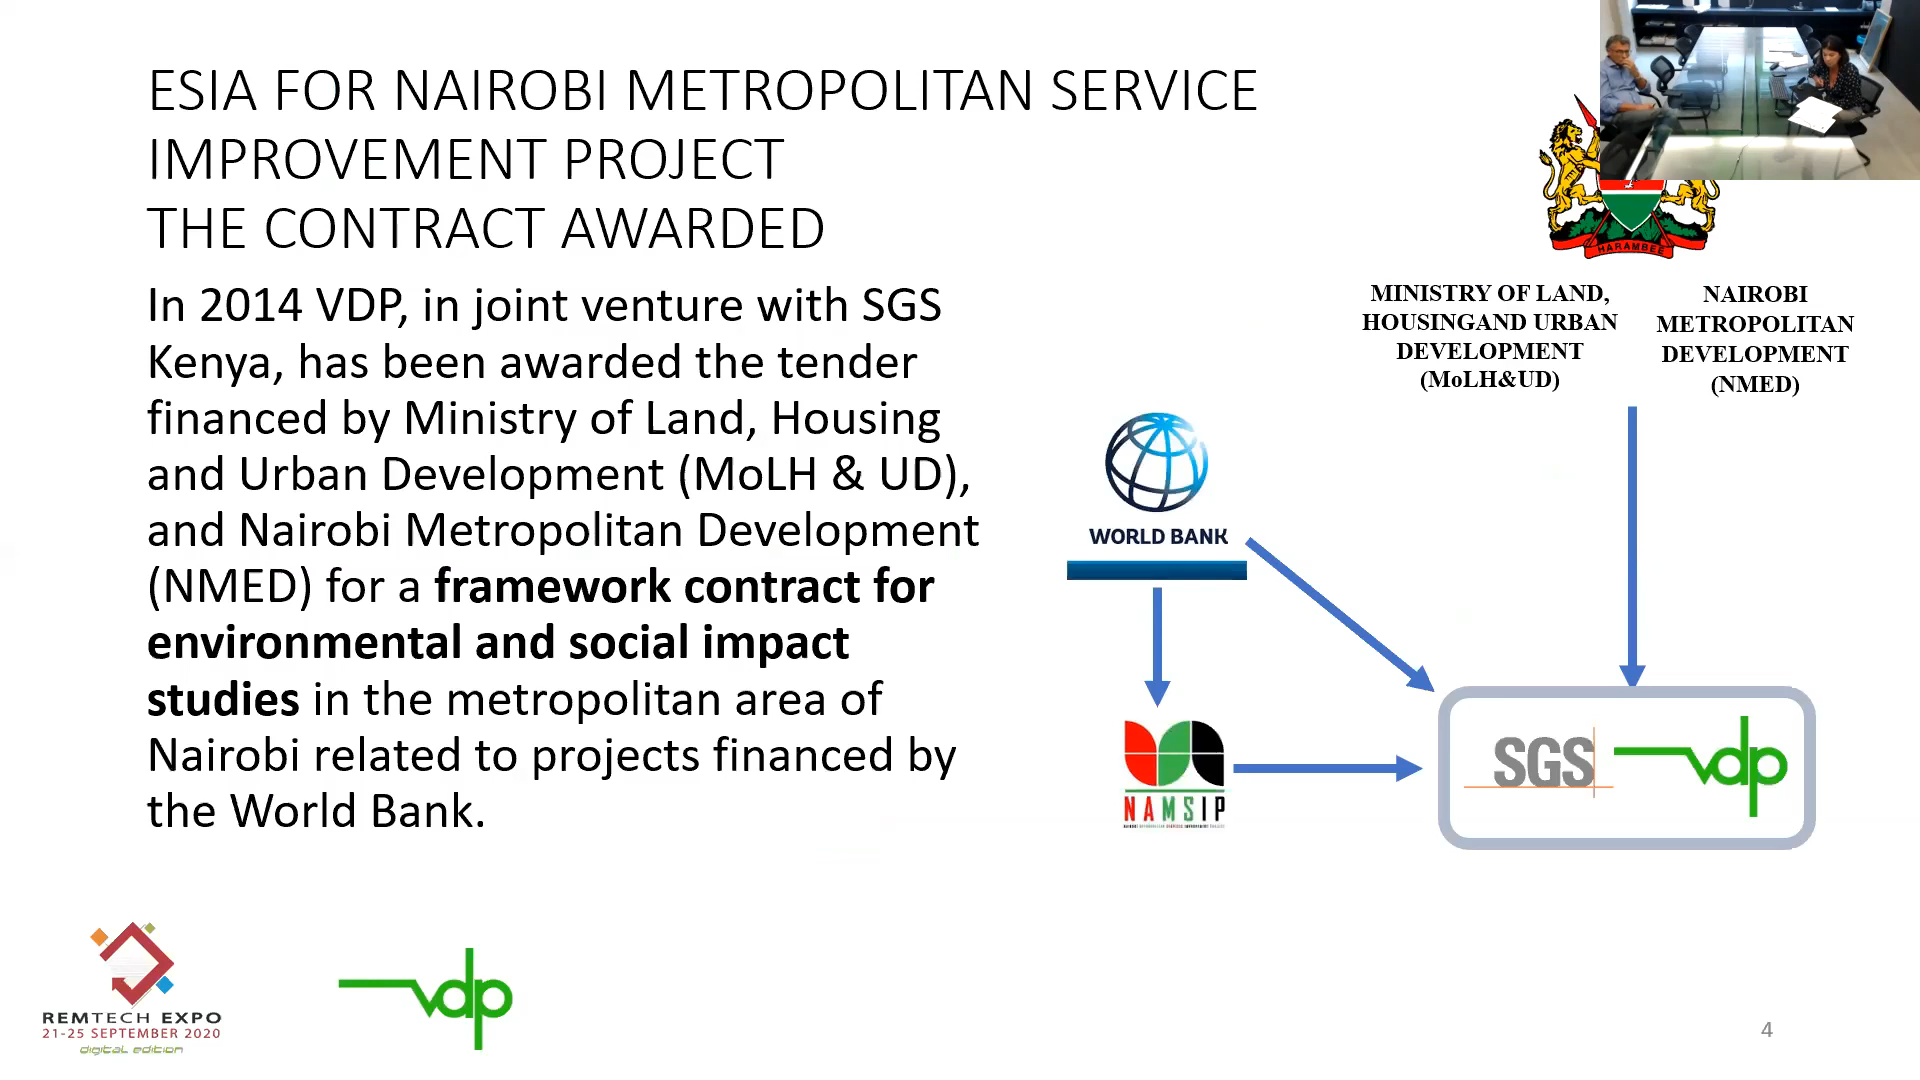 ESIA FOR NAIROBI METROPOLITAN SERVICE
IMPROVEMENT PROJECT
THE CONTRACT AWARDED
In 2014 VDP, in joint venture with SGS
Kenya, has been awarded the tender
financed by Ministry of Land, Housing
and Urban Development (MoLH & UD),
and Nairobi Metropolitan Development
(NMED) for a framework contract for
environmental and social impact
studies in the metropolitan area of
Nairobi related to projects financed by
the World Bank.
HARAMBEE
MINISTRY OF LAND,
HOUSINGAND URBAN
DEVELOPMENT
(MoLH&UD)
NAIROBI
METROPOLITAN
DEVELOPMENT
(NMED)
WORLD BANK
NAMSIP
SGS
vdp
REMTECH EXPO
21-25 SEPTEMBER 2020
digital edition
vdp
4